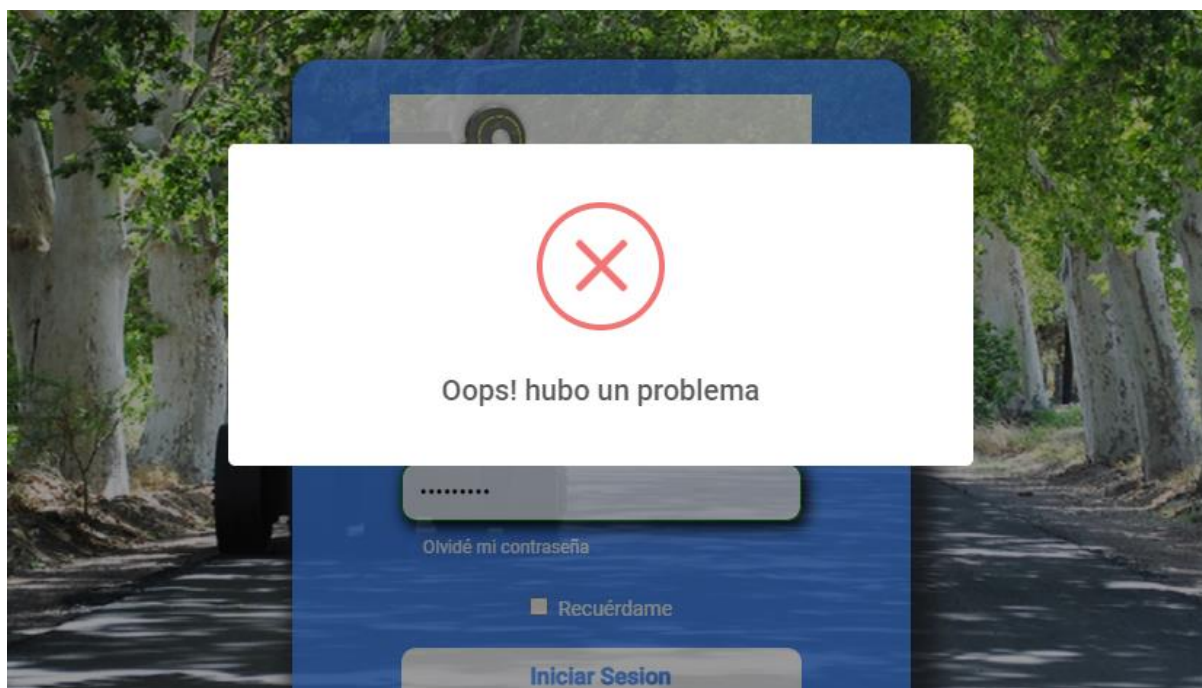 Oops! hubo un problema
•••••••••
Olvidé mi contraseña
Recuérdame
Iniciar Sesion